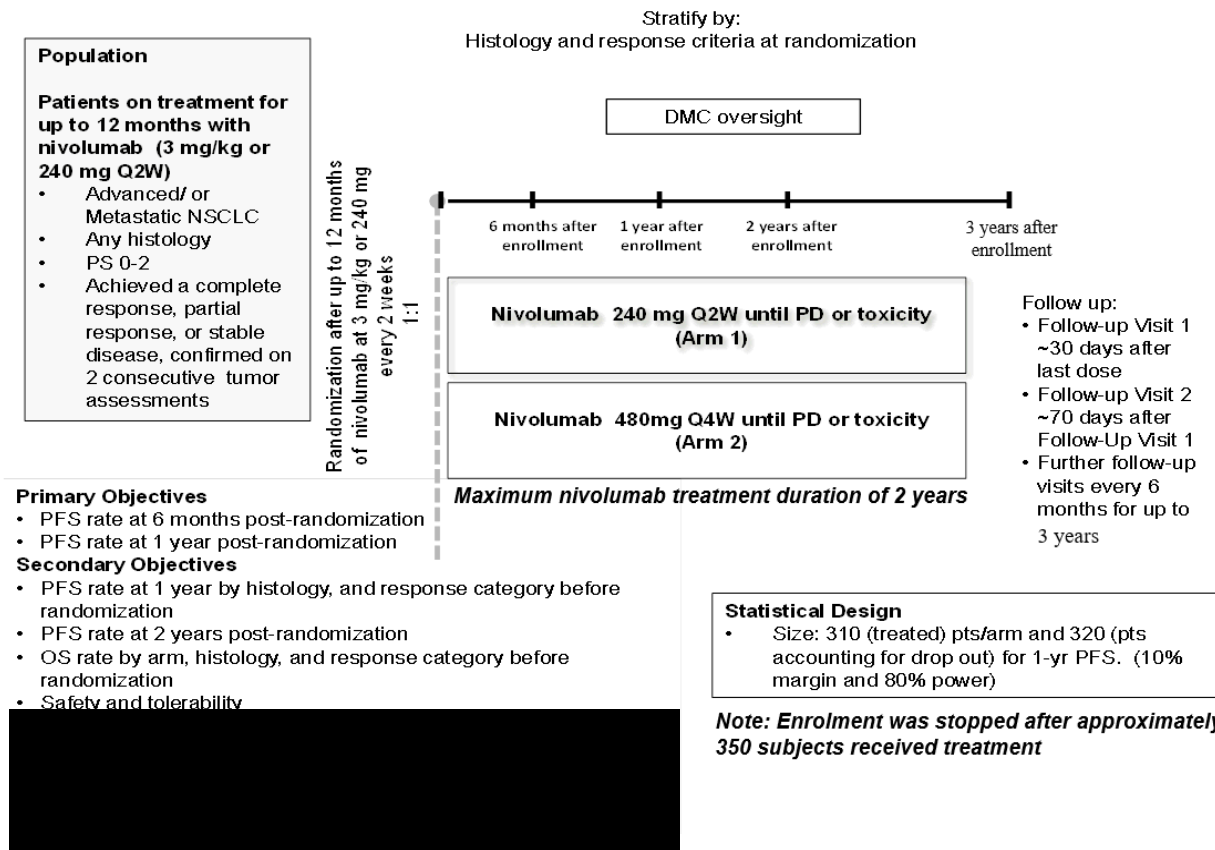 Stratify by:
Histology and response criteria at randomization
Population
Patients on treatment for
up to 12 months with
nivolumab (3 mg/kg or
240 mg Q2W)
• Advanced/ or
Metastatic NSCLC
• Any histology
• PS 0-2
• Achieved a complete
response, partial
response, or stable
disease, confirmed on
2 consecutive tumor
assessments
Randomization after up to 12 months
of nivolumab at 3 mg/kg or 240 mg
every 2 weeks
1:1
DMC oversight
6 months after
enrollment
1 year after
enrollment
2 years after
enrollment
3 years after
enrollment
Nivolumab 240 mg Q2W until PD or toxicity
(Arm 1)
Nivolumab 480mg Q4W until PD or toxicity
(Arm 2)
Maximum nivolumab treatment duration of 2 years
Follow up:
• Follow-up Visit 1
~30 days after
last dose
• Follow-up Visit 2
~70 days after
Follow-Up Visit 1
• Further follow-up
visits every 6
months for up to
3 years
Primary Objectives
• PFS rate at 6 months post-randomization
• PFS rate at 1 year post-randomization
Secondary Objectives
• PFS rate at 1 year by histology, and response category before
randomization
• PFS rate at 2 years post-randomization
• OS rate by arm, histology, and response category before
randomization
• Safety and tolerability
Statistical Design
• Size: 310 (treated) pts/arm and 320 (pts
accounting for drop out) for 1-yr PFS. (10%
margin and 80% power)
Note: Enrolment was stopped after approximately
350 subjects received treatment